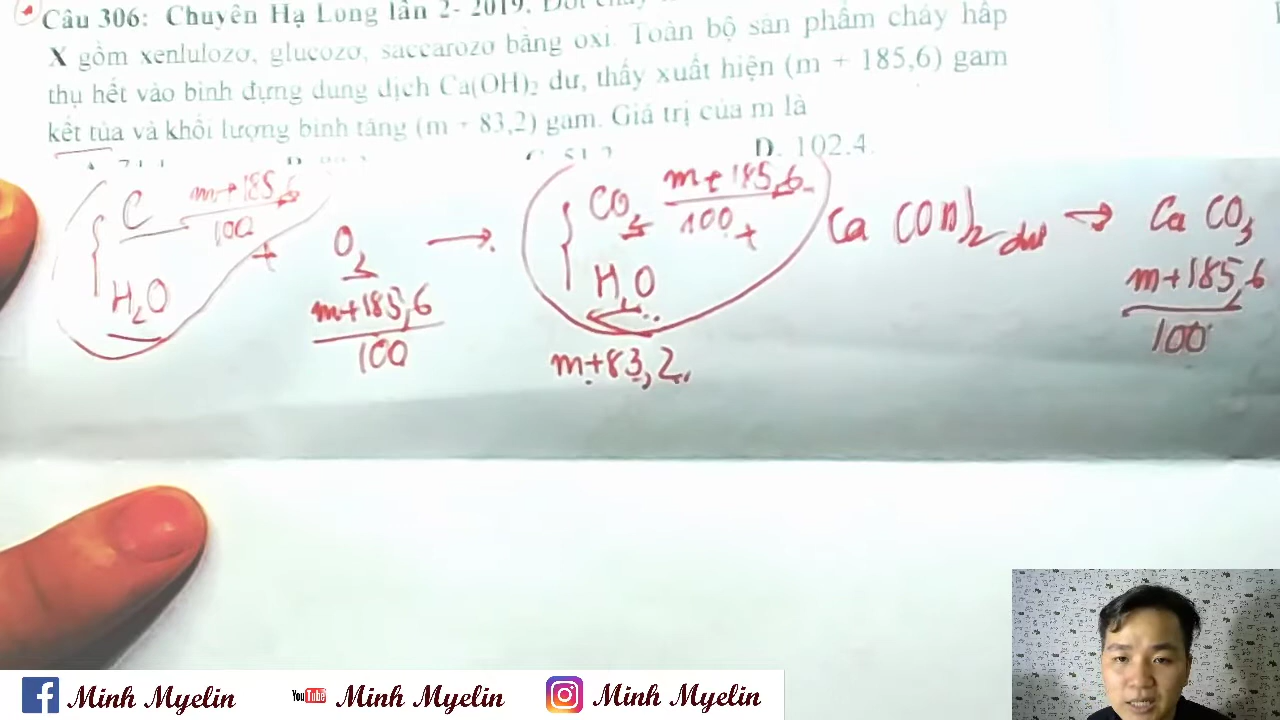 Câu 306: Chuyên Hạ Long lần 2- 2019.
X gồm xenlulozơ, glucozơ, saccarozơ bằng oxi. Toàn bộ sản phẩm cháy hấp
thụ hết vào bình đựng dung dịch Ca(OH)₂ dư, thấy xuất hiện (m + 185,6) gam
kết tủa và khối lượng bình tăng (m + 83,2) gam. Giá trị của m là
D. 102.4.
C m+185,6
100
H₂O
+
O₂
m+185,6
100
→
CO₂ m+185,6
100
H₂O
m+83,2
+
Ca(OH)₂ dư → CaCO₃
m+185,6
100
Minh Myelin
YouTube Minh Myelin
Minh Myelin